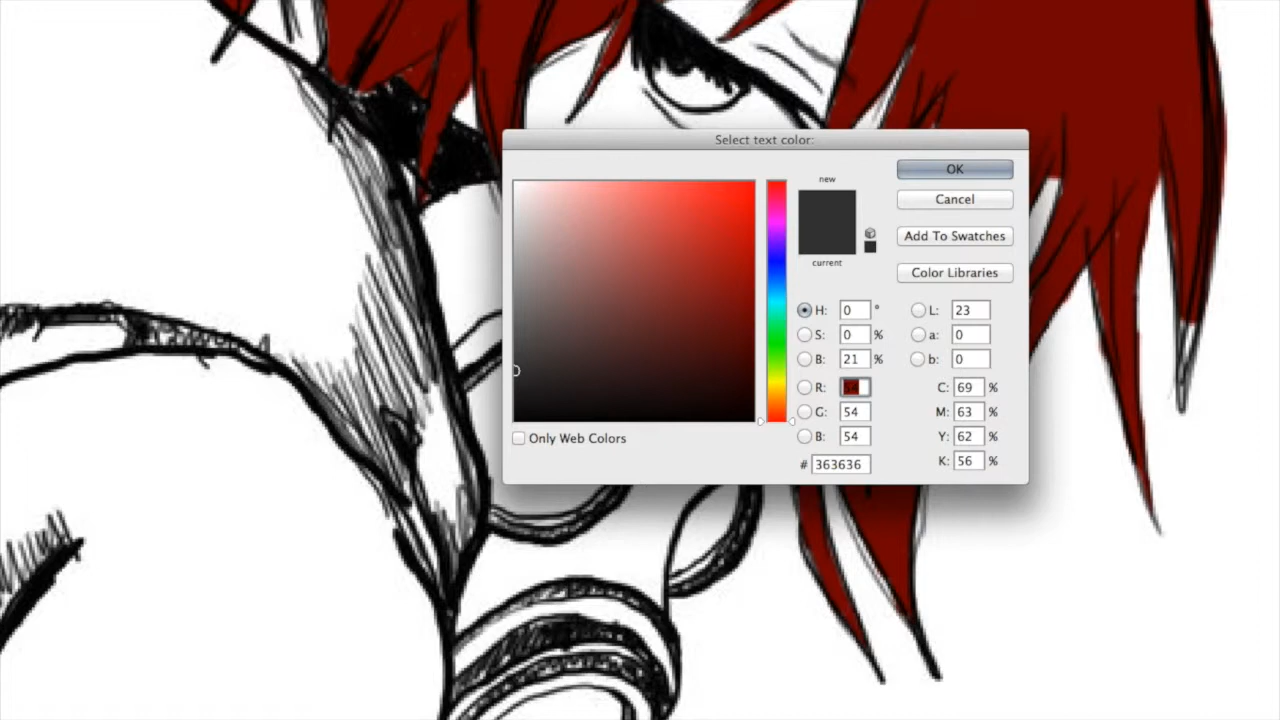 Select text color:
new
current
OK
Cancel
Add To Swatches
Color Libraries
H: 0 °
S: 0 %
B: 21 %
R:
G: 54
B: 54
# 363636
L: 23
a: 0
b: 0
C: 69 %
M: 63 %
Y: 62 %
K: 56 %
Only Web Colors